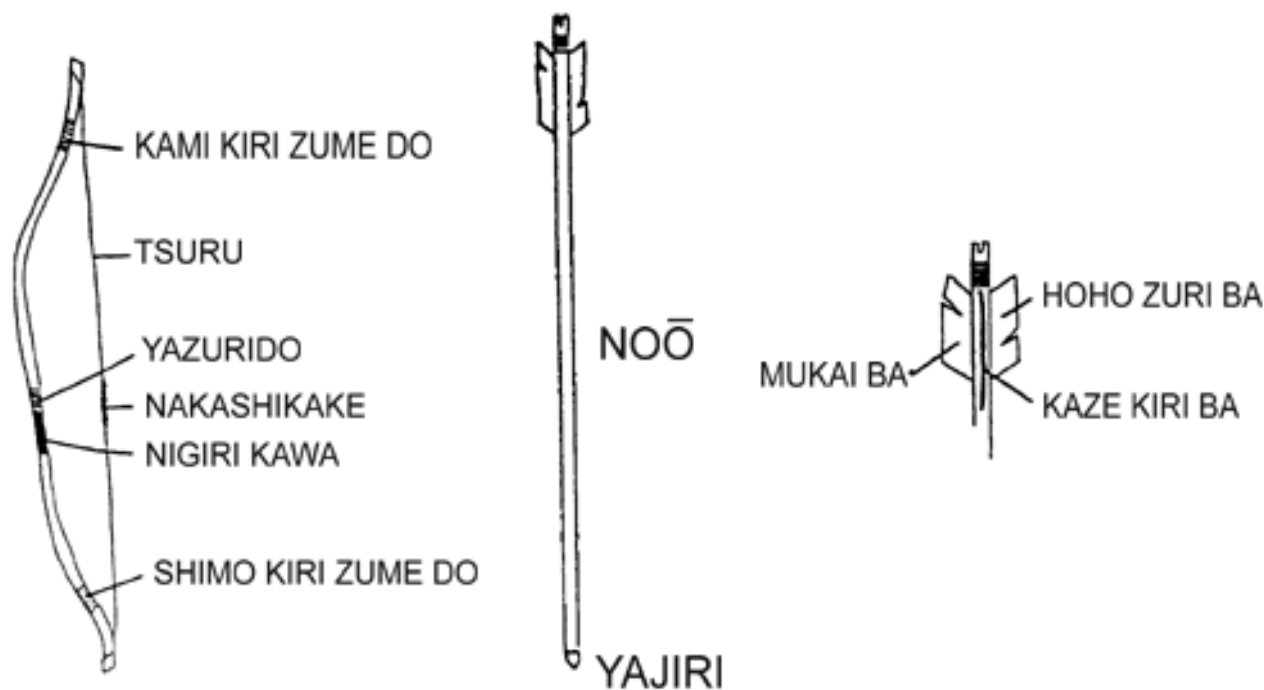 KAMI KIRI ZUME DO
TSURU
YAZURIDO
NAKASHIKAKE
NIGIRI KAWA
SHIMO KIRI ZUME DO
NOŌ
YAJIRI
MUKAI BA
HOHO ZURI BA
KAZE KIRI BA